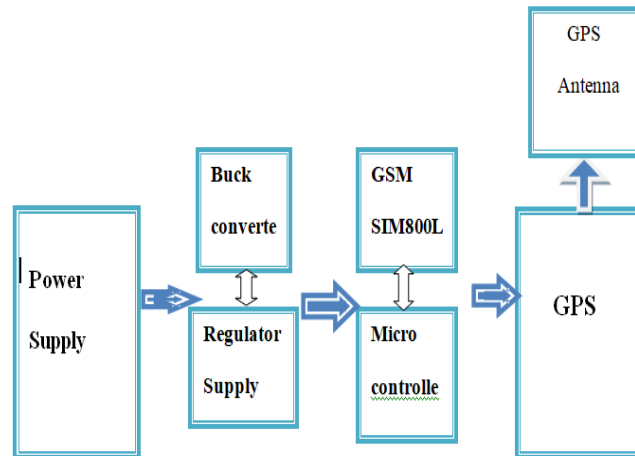 GPS
Antenna
Buck
converte
GSM
SIM800L
Power
Supply
Regulator
Supply
Micro
controlle
GPS